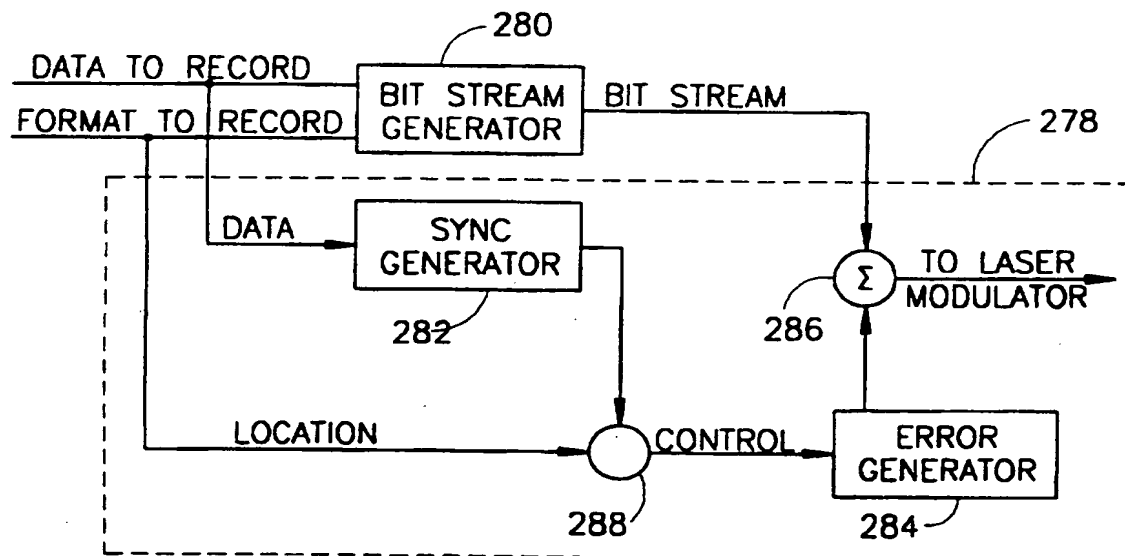 280
DATA TO RECORD
FORMAT TO RECORD
BIT STREAM
GENERATOR
BIT STREAM
278
DATA
SYNC
GENERATOR
282
Σ
286
TO LASER
MODULATOR
LOCATION
288
CONTROL
ERROR
GENERATOR
284